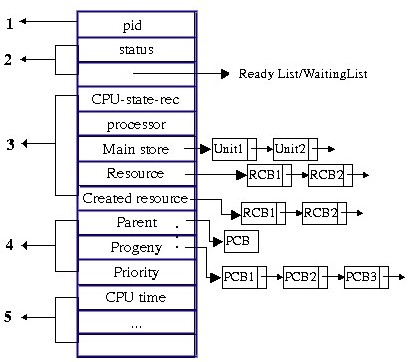 1
pid
2
status
Ready List/WaitingList
CPU-state-rec
processor
3
Main store
Unit1
Unit2
Resource
RCB1
RCB2
Created resource
RCB1
RCB2
4
Parent
PCB
Progeny
PCB1
PCB2
PCB3
Priority
CPU time
5
...